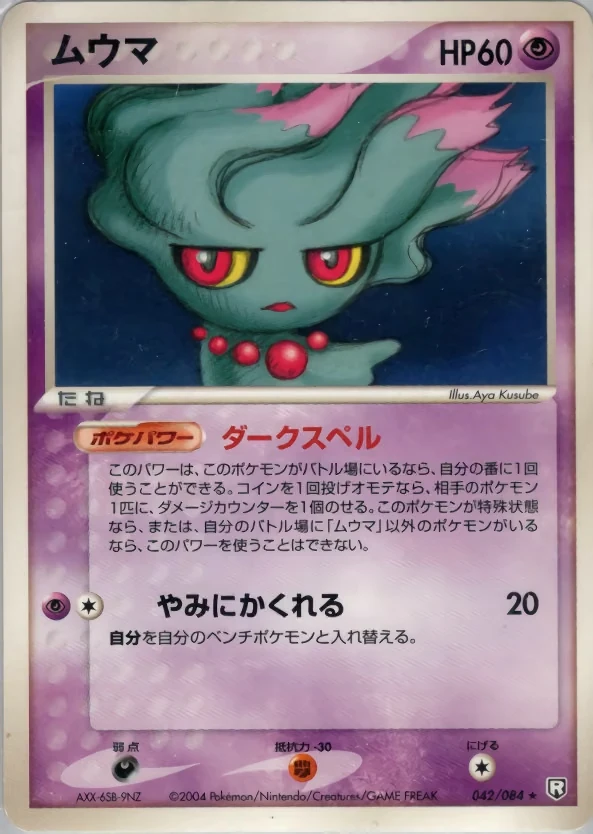 ムウマ HP60
たね Illus.Aya Kusube
ポケパワー ダークスペル
このパワーは、このポケモンがバトル場にいるなら、自分の番に1回
使うことができる。コインを1回投げオモテなら、相手のポケモン
1匹に、ダメージカウンターを1個のせる。このポケモンが特殊状態
なら、または、自分のバトル場に「ムウマ」以外のポケモンがいる
なら、このパワーを使うことはできない。
やみにかくれる 20
自分を自分のベンチポケモンと入れ替える。
弱点 抵抗力 -30 にげる
AXX-6SB-9NZ ©2004 Pokémon/Nintendo/Creatures/GAME FREAK 042/084 ★ R